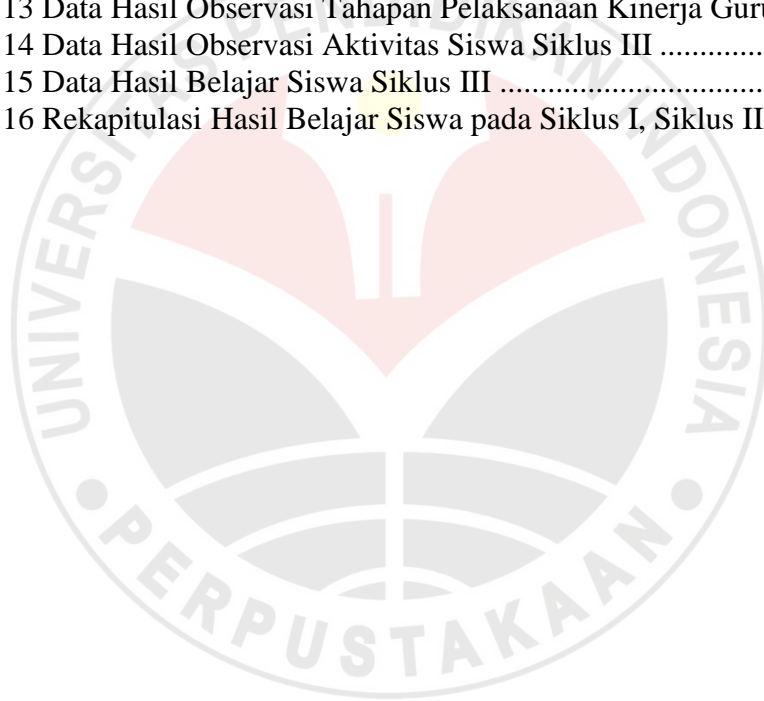 13 Data Hasil Observasi Tahapan Pelaksanaan Kinerja Guru
14 Data Hasil Observasi Aktivitas Siswa Siklus III .............
15 Data Hasil Belajar Siswa Siklus III ................................
16 Rekapitulasi Hasil Belajar Siswa pada Siklus I, Siklus II
UNIVERSITAS PENDIDIKAN INDONESIA
PERPUSTAKAAN